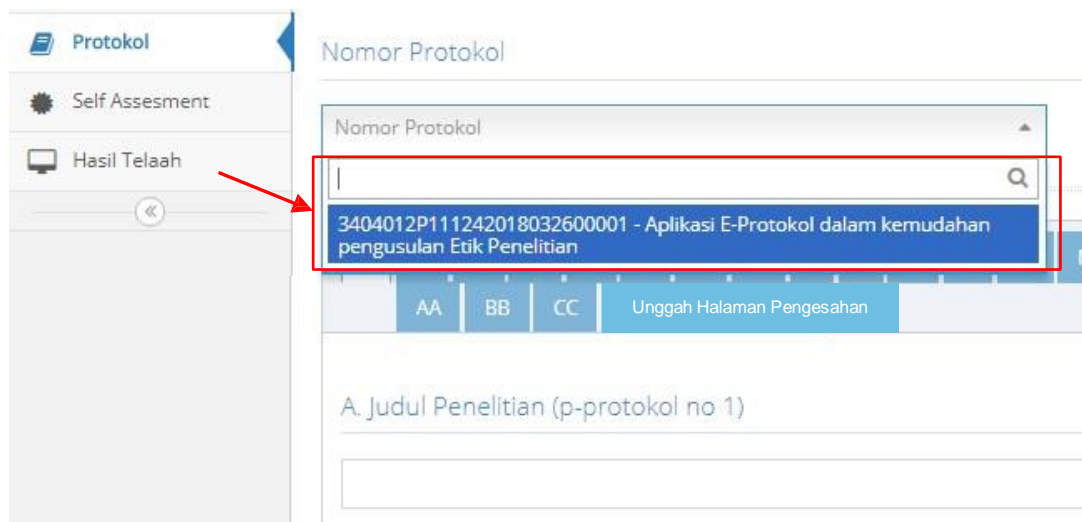 Protokol
Self Assesment
Hasil Telaah
Nomor Protokol
Nomor Protokol
3404012P111242018032600001 - Aplikasi E-Protokol dalam kemudahan
pengusulan Etik Penelitian
AA BB CC Unggah Halaman Pengesahan
A. Judul Penelitian (p-protokol no 1)